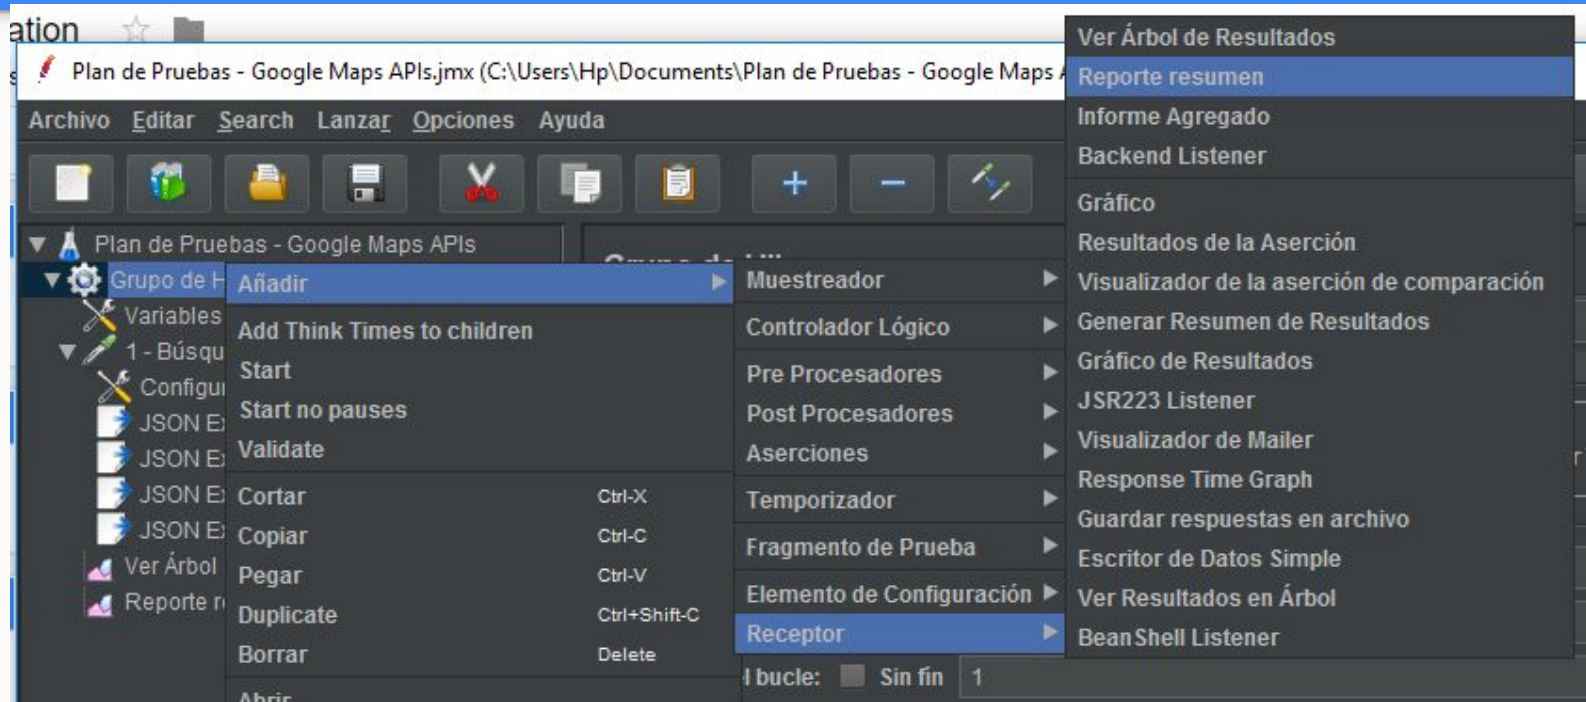 ation
Plan de Pruebas - Google Maps APIs.jmx (C:\Users\Hp\Documents\Plan de Pruebas - Google Maps
Archivo Editar Search Lanzar Opciones Ayuda
Plan de Pruebas - Google Maps APIs
Grupo de H
Variables
1 - Búsqu
Configur
JSON Ex
JSON Ex
JSON Ex
JSON Ex
Ver Árbol
Reporte r
Añadir
Add Think Times to children
Start
Start no pauses
Validate
Cortar Ctrl-X
Copiar Ctrl-C
Pegar Ctrl-V
Duplicate Ctrl+Shift-C
Borrar Delete
Abrir
Muestreador
Controlador Lógico
Pre Procesadores
Post Procesadores
Aserciones
Temporizador
Fragmento de Prueba
Elemento de Configuración
Receptor
Ver Árbol de Resultados
Reporte resumen
Informe Agregado
Backend Listener
Gráfico
Resultados de la Aserción
Visualizador de la aserción de comparación
Generar Resumen de Resultados
Gráfico de Resultados
JSR223 Listener
Visualizador de Mailer
Response Time Graph
Guardar respuestas en archivo
Escritor de Datos Simple
Ver Resultados en Árbol
BeanShell Listener
l bucle: Sin fin 1